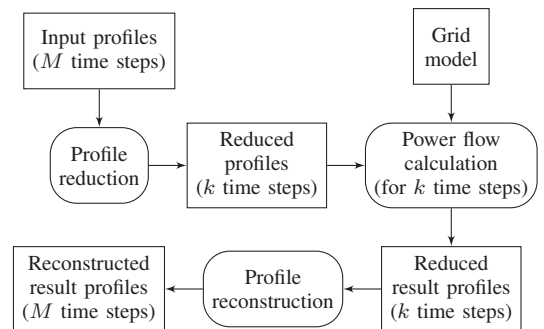 Input profiles
(M time steps)
Grid
model
Profile
reduction
Reduced
profiles
(k time steps)
Power flow
calculation
(for k time steps)
Reconstructed
result profiles
(M time steps)
Profile
reconstruction
Reduced
result profiles
(k time steps)